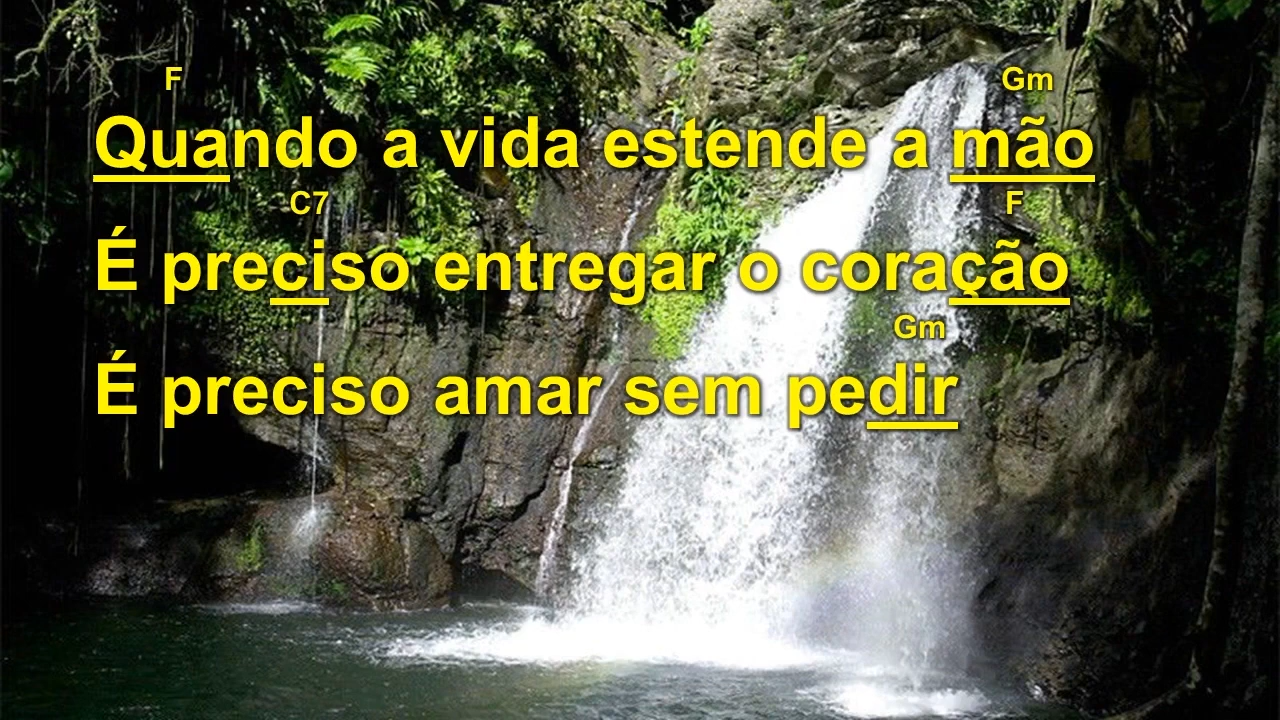 F Gm
Quando a vida estende a mão
C7 F
É preciso entregar o coração
Gm
É preciso amar sem pedir